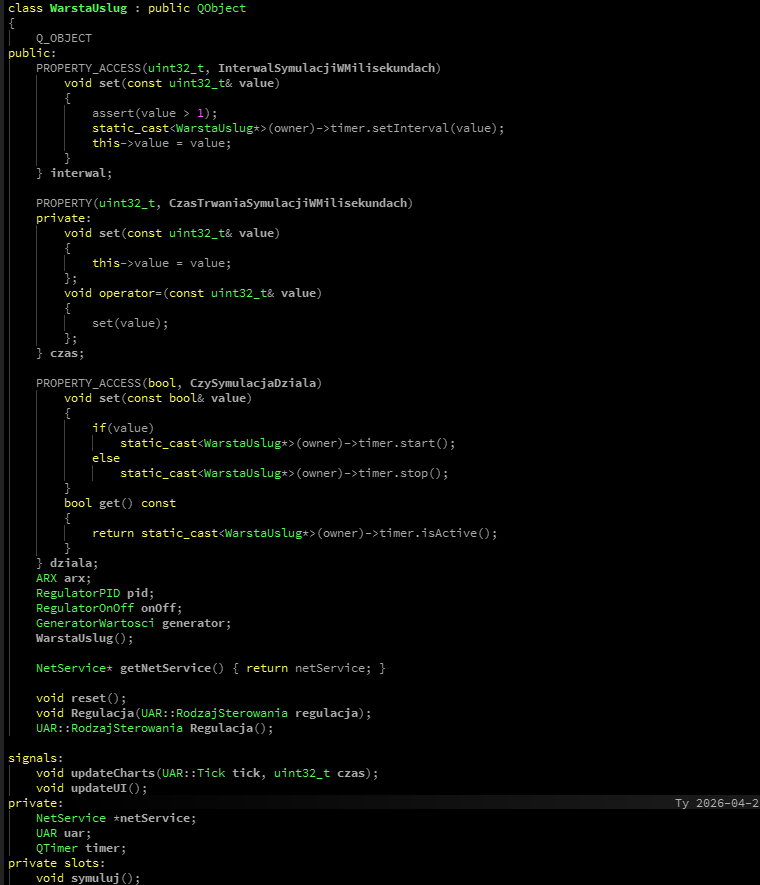 class WarstaUslug : public QObject
{
    Q_OBJECT
public:
    PROPERTY_ACCESS(uint32_t, InterwalSymulacjiWMilisekundach)
        void set(const uint32_t& value)
        {
            assert(value > 1);
            static_cast<WarstaUslug*>(owner)->timer.setInterval(value);
            this->value = value;
        }
    } interwal;

    PROPERTY(uint32_t, CzasTrwaniaSymulacjiWMilisekundach)
    private:
        void set(const uint32_t& value)
        {
            this->value = value;
        };
        void operator=(const uint32_t& value)
        {
            set(value);
        };
    } czas;

    PROPERTY_ACCESS(bool, CzySymulacjaDziala)
        void set(const bool& value)
        {
            if(value)
                static_cast<WarstaUslug*>(owner)->timer.start();
            else
                static_cast<WarstaUslug*>(owner)->timer.stop();
        }
        bool get() const
        {
            return static_cast<WarstaUslug*>(owner)->timer.isActive();
        }
    } dziala;
    ARX arx;
    RegulatorPID pid;
    RegulatorOnOff onOff;
    GeneratorWartosci generator;
    WarstaUslug();

    NetService* getNetService() { return netService; }

    void reset();
    void Regulacja(UAR::RodzajSterowania regulacja);
    UAR::RodzajSterowania Regulacja();

signals:
    void updateCharts(UAR::Tick tick, uint32_t czas);
    void updateUI();
private:    Ty 2026-04-2
    NetService *netService;
    UAR uar;
    QTimer timer;
private slots:
    void symuluj();